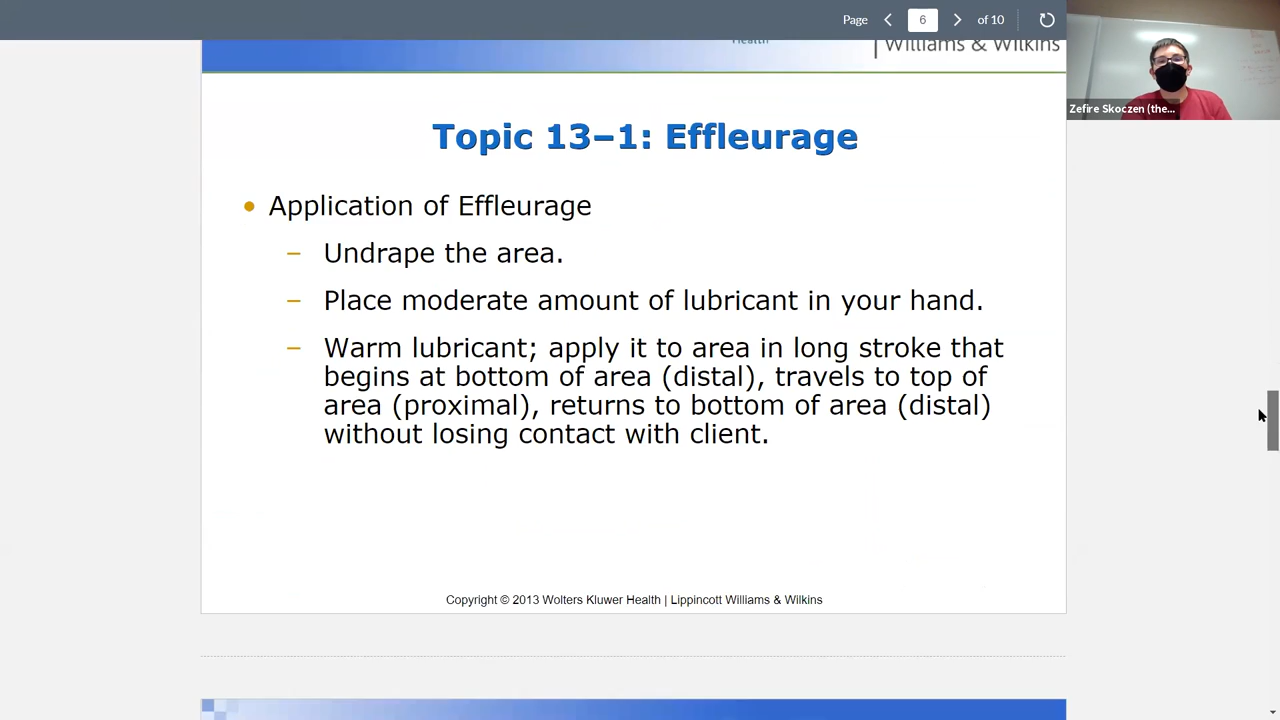 Page 6 of 10
Health
Williams & Wilkins
Zefire Skoczen (the...
Topic 13–1: Effleurage
• Application of Effleurage
– Undrape the area.
– Place moderate amount of lubricant in your hand.
– Warm lubricant; apply it to area in long stroke that
begins at bottom of area (distal), travels to top of
area (proximal), returns to bottom of area (distal)
without losing contact with client.
Copyright © 2013 Wolters Kluwer Health | Lippincott Williams & Wilkins